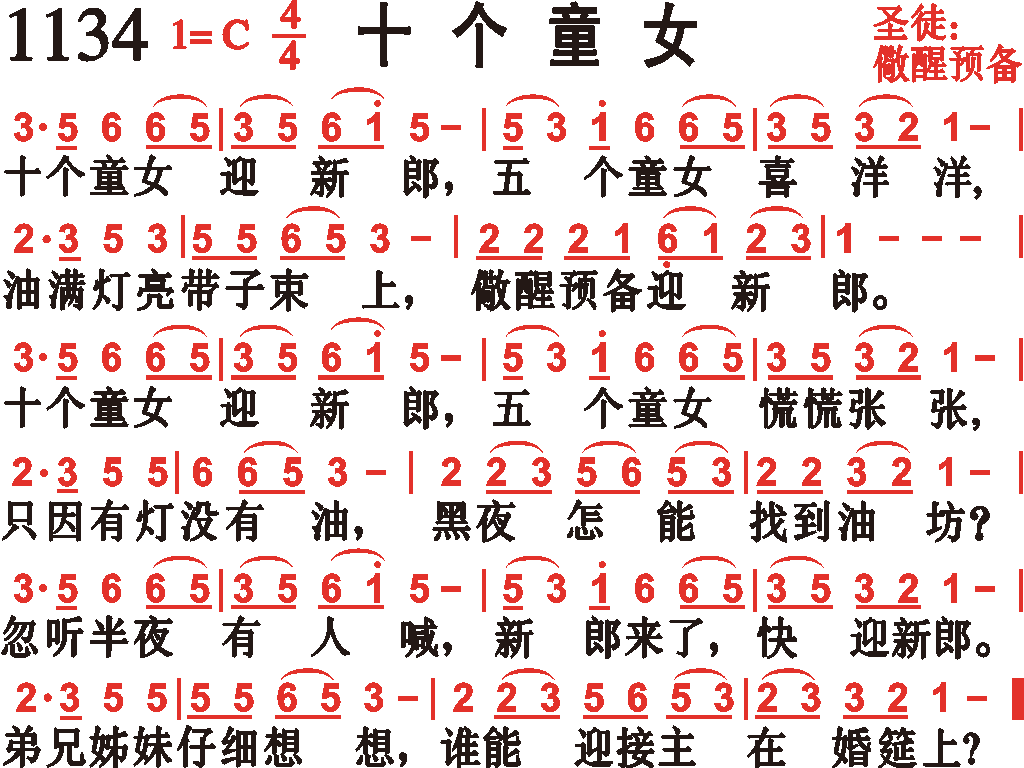 1134 1=C 4/4 十个童女 圣徒:
儆醒预备
3·5 6 6 5|3 5 6 i 5-|5 3 i 6 6 5|3 5 3 2 1-|
十个童女 迎 新 郎,五 个童女 喜 洋 洋,
2·3 5 3|5 5 6 5 3 -|2 2 2 1 6̣ 1|2 3|1 - - -|
油满灯亮带子束 上, 儆醒预备迎 新 郎。
3·5 6 6 5|3 5 6 i 5-|5 3 i 6 6 5|3 5 3 2 1-|
十个童女 迎 新 郎,五 个童女 慌慌张 张,
2·3 5 5|6 6 5 3 -|2 2 3 5 6 5 3|2 2 3 2 1-|
只因有灯没有 油, 黑夜 怎 能 找到油 坊?
3·5 6 6 5|3 5 6 i 5-|5 3 i 6 6 5|3 5 3 2 1-|
忽听半夜 有 人 喊,新 郎来了,快 迎新郎。
2·3 5 5|5 5 6 5 3-|2 2 3 5 6 5 3|2 3 3 2 1 -
弟兄姊妹仔细想 想,谁能 迎接主 在 婚筵上?